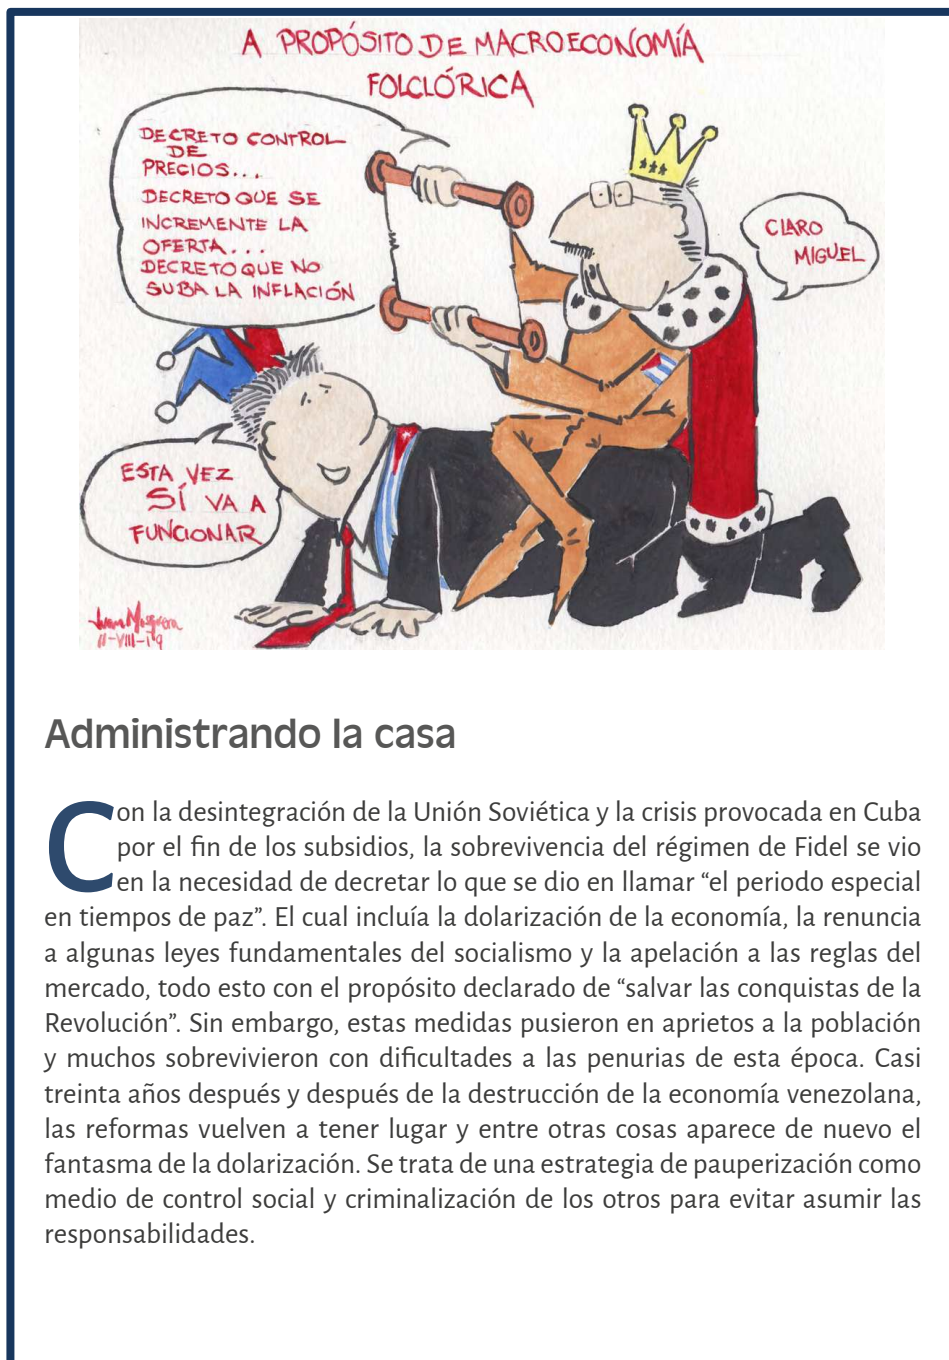 A PROPÓSITO DE MACROECONOMÍA
FOLCLÓRICA
DECRETO CONTROL
DE
PRECIOS...
DECRETO QUE SE
INCREMENTE LA
OFERTA...
DECRETO QUE NO
SUBA LA INFLACIÓN
CLARO
MIGUEL
ESTA VEZ
SÍ VA A
FUNCIONAR
11-VIII-19
Administrando la casa
Con la desintegración de la Unión Soviética y la crisis provocada en Cuba
por el fin de los subsidios, la sobrevivencia del régimen de Fidel se vio
en la necesidad de decretar lo que se dio en llamar “el periodo especial
en tiempos de paz”. El cual incluía la dolarización de la economía, la renuncia
a algunas leyes fundamentales del socialismo y la apelación a las reglas del
mercado, todo esto con el propósito declarado de “salvar las conquistas de la
Revolución”. Sin embargo, estas medidas pusieron en aprietos a la población
y muchos sobrevivieron con dificultades a las penurias de esta época. Casi
treinta años después y después de la destrucción de la economía venezolana,
las reformas vuelven a tener lugar y entre otras cosas aparece de nuevo el
fantasma de la dolarización. Se trata de una estrategia de pauperización como
medio de control social y criminalización de los otros para evitar asumir las
responsabilidades.